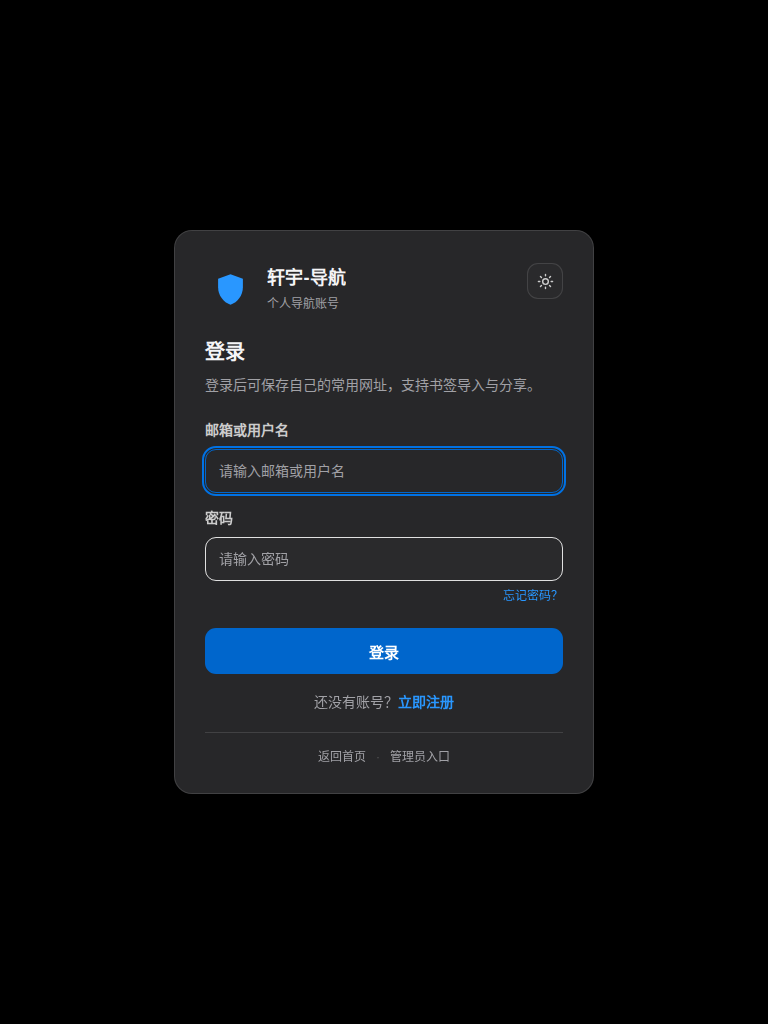 轩宇-导航
个人导航账号
登录
登录后可保存自己的常用网址，支持书签导入与分享。
邮箱或用户名
请输入邮箱或用户名
密码
请输入密码
忘记密码？
登录
还没有账号？立即注册
返回首页 · 管理员入口